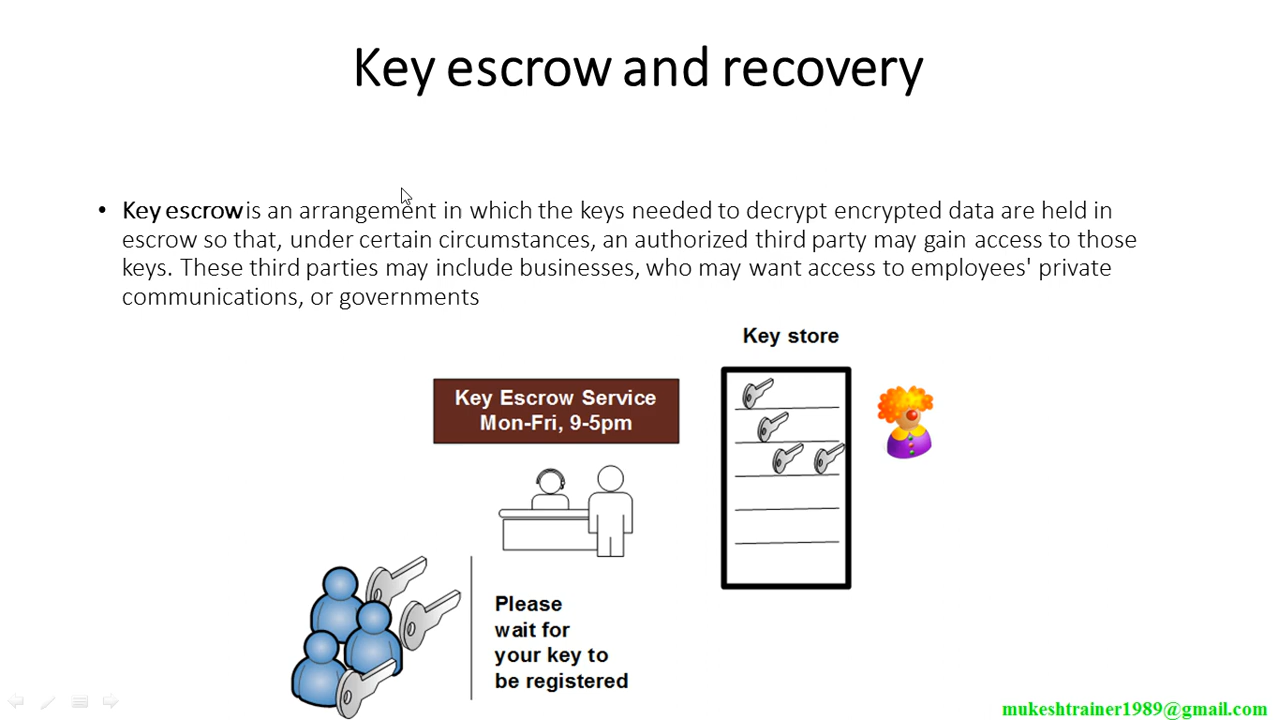 Key escrow and recovery
• Key escrow is an arrangement in which the keys needed to decrypt encrypted data are held in
escrow so that, under certain circumstances, an authorized third party may gain access to those
keys. These third parties may include businesses, who may want access to employees' private
communications, or governments
Key store
Key Escrow Service
Mon-Fri, 9-5pm
Please
wait for
your key to
be registered
mukeshtrainer1989@gmail.com